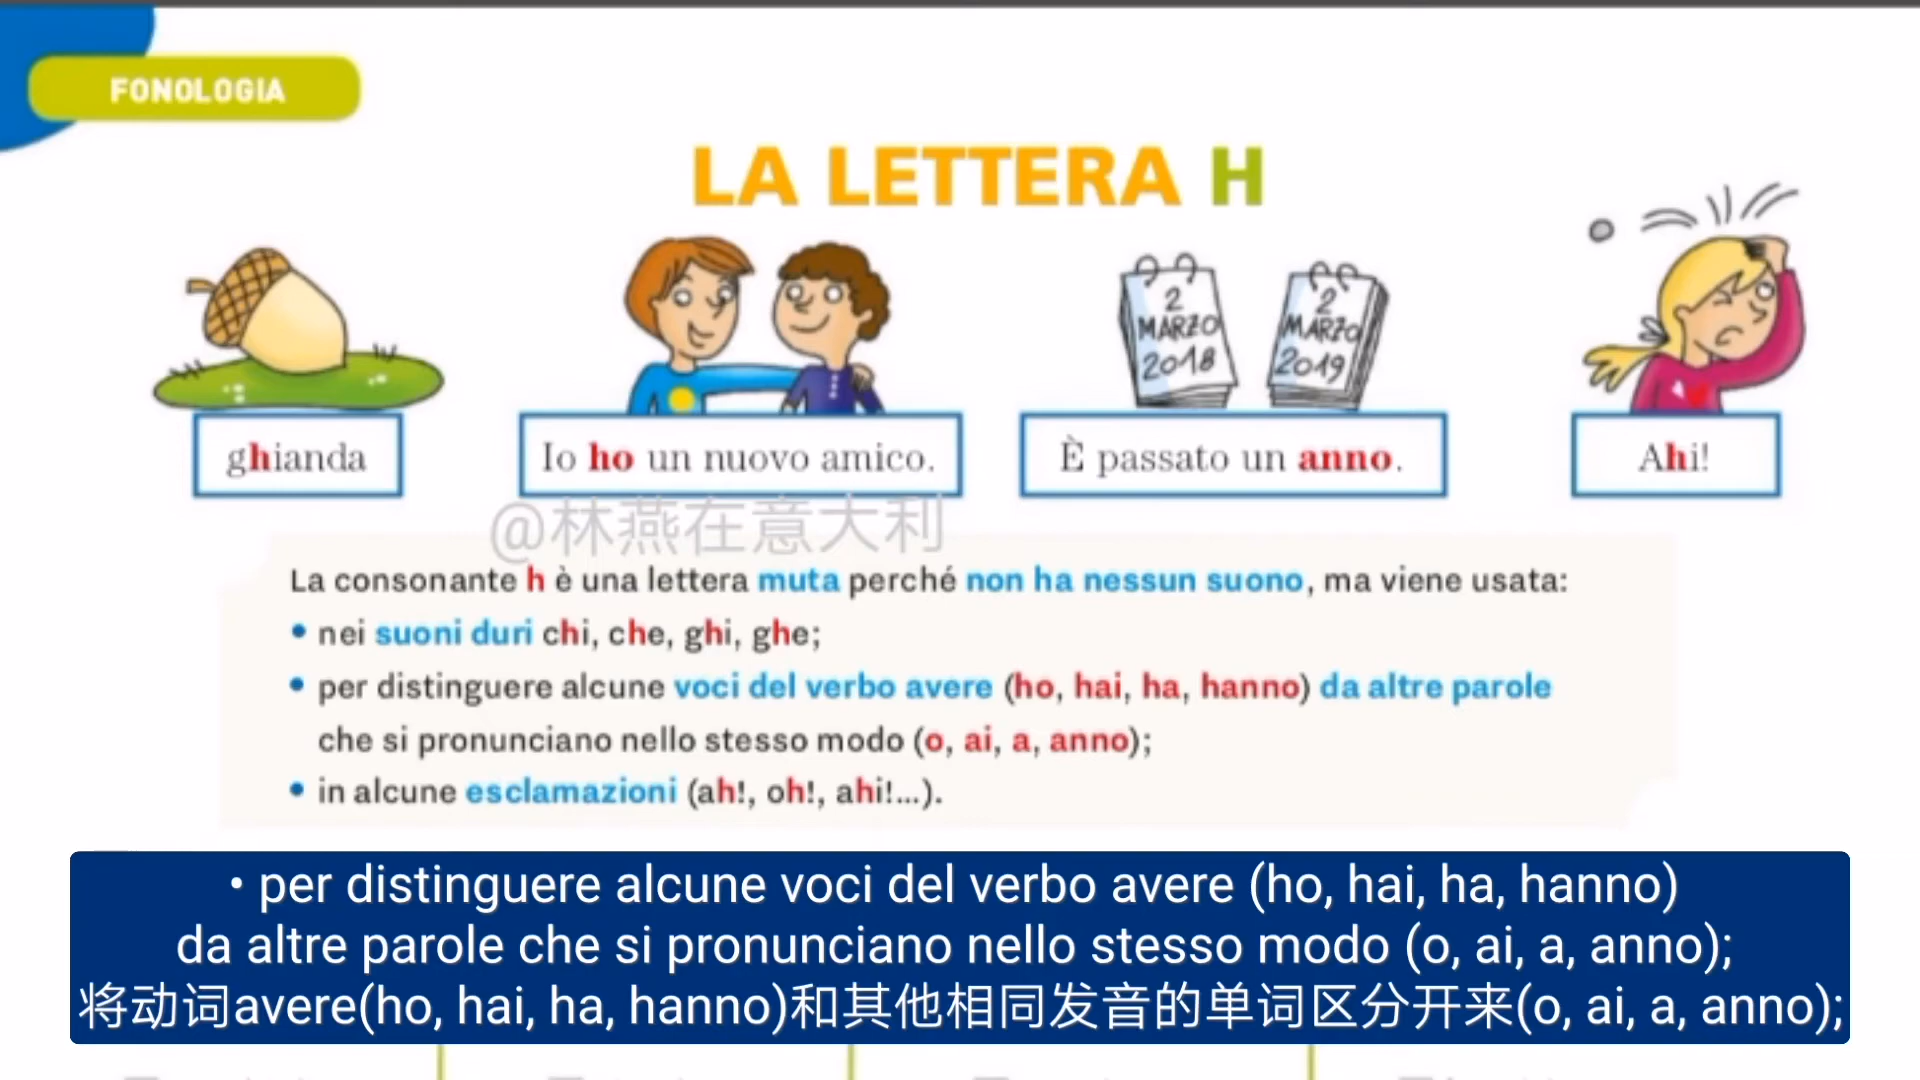 FONOLOGIA
LA LETTERA H
2
MARZO
2018
2
MARZO
2019
ghianda
Io ho un nuovo amico.
È passato un anno.
Ahi!
@林燕在意大利
La consonante h è una lettera muta perché non ha nessun suono, ma viene usata:
• nei suoni duri chi, che, ghi, ghe;
• per distinguere alcune voci del verbo avere (ho, hai, ha, hanno) da altre parole
che si pronunciano nello stesso modo (o, ai, a, anno);
• in alcune esclamazioni (ah!, oh!, ahi!...).
• per distinguere alcune voci del verbo avere (ho, hai, ha, hanno)
da altre parole che si pronunciano nello stesso modo (o, ai, a, anno);
将动词avere(ho, hai, ha, hanno)和其他相同发音的单词区分开来(o, ai, a, anno);